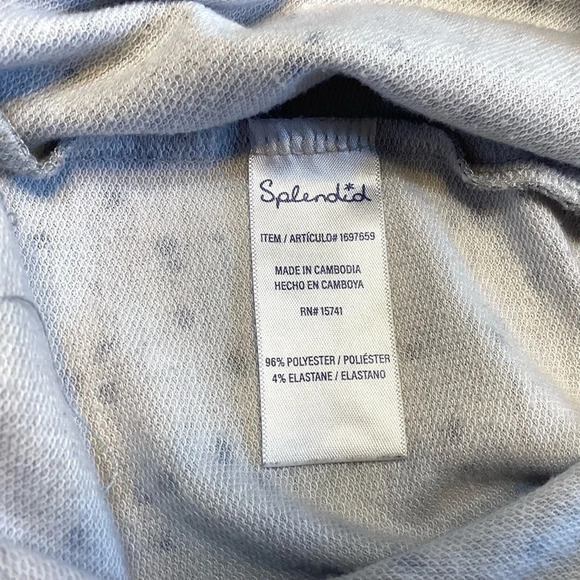 Splendid
ITEM / ARTÍCULO# 1697659
MADE IN CAMBODIA
HECHO EN CAMBOYA
RN# 15741
96% POLYESTER / POLIÉSTER
4% ELASTANE / ELASTANO